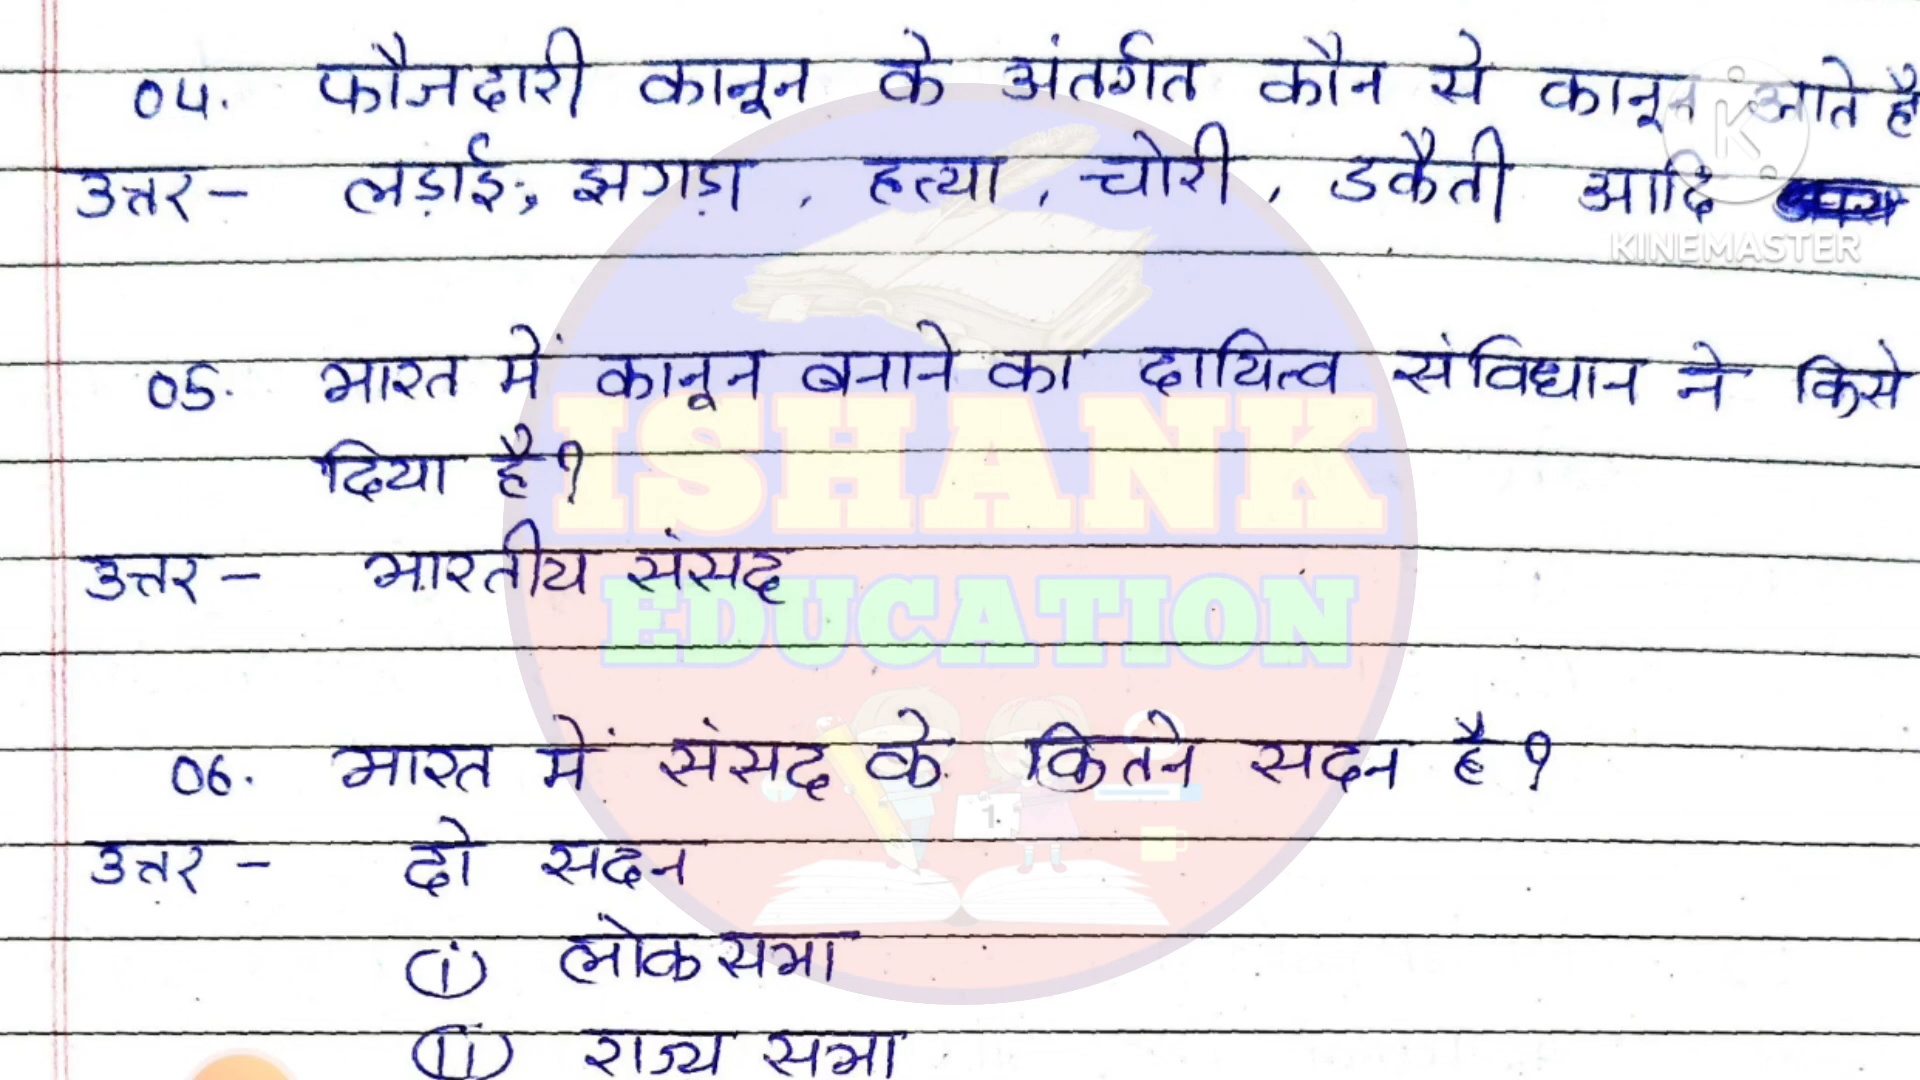 04. फौजदारी कानून के अंतर्गत कौन से कानून आते है
उत्तर – लड़ाई, झगड़ा, हत्या, चोरी, डकैती आदि
KINEMASTER
05. भारत में कानून बनाने का दायित्व संविधान ने किसे
दिया है?
ISHANK
उत्तर – भारतीय संसद
EDUCATION
06. भारत में संसद के कितने सदन है?
उत्तर – दो सदन
(i) लोक सभा
(ii) राज्य सभा